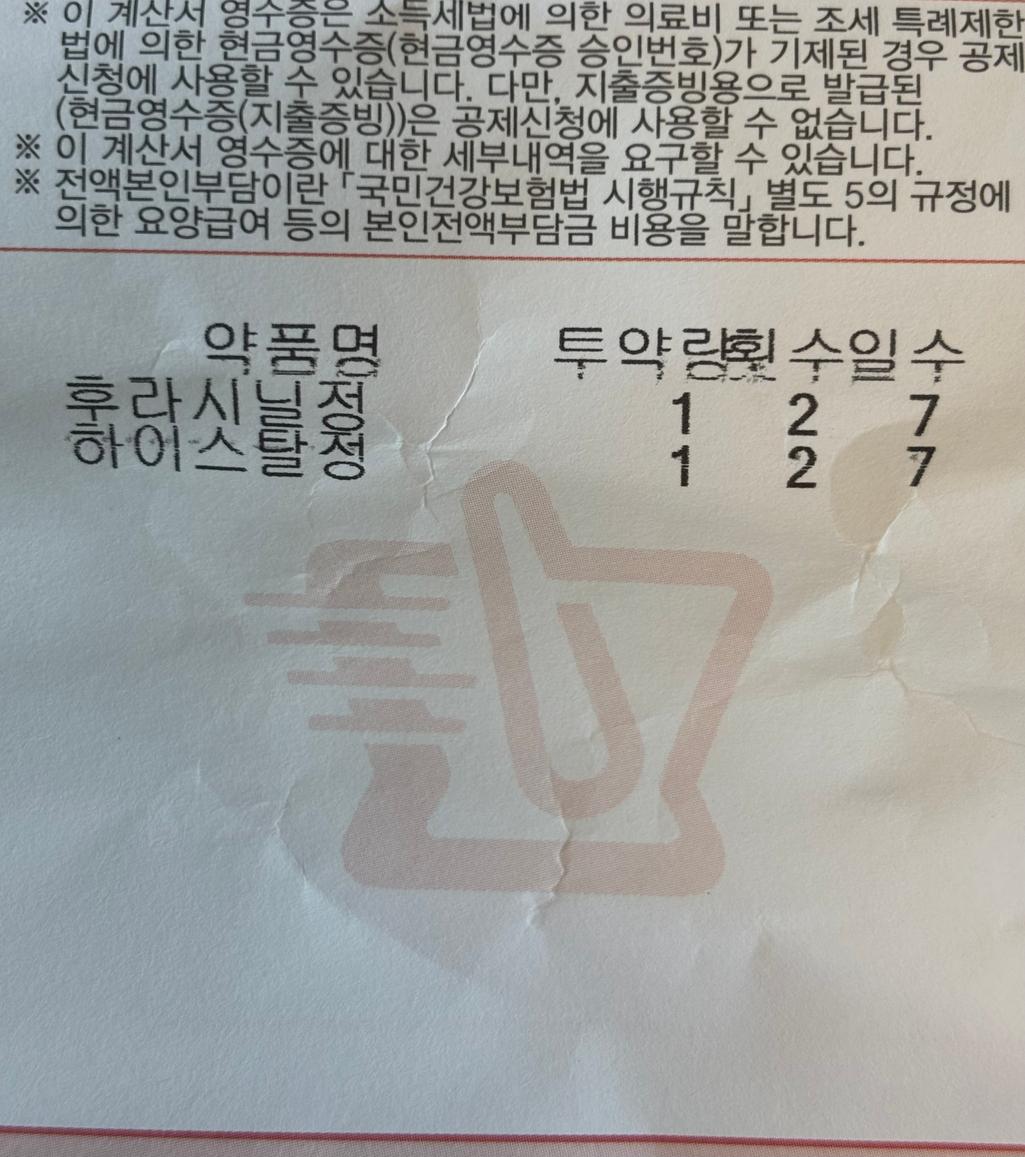 ※ 이 계산서 영수증은 소득세법에 의한 의료비 또는 조세 특례제한
법에 의한 현금영수증(현금영수증 승인번호)가 기재된 경우 공제
신청에 사용할 수 있습니다. 다만, 지출증빙용으로 발급된
(현금영수증(지출증빙))은 공제신청에 사용할 수 없습니다.
※ 이 계산서 영수증에 대한 세부내역을 요구할 수 있습니다.
※ 전액본인부담이란 「국민건강보험법 시행규칙」 별도 5의 규정에
의한 요양급여 등의 본인전액부담금 비용을 말합니다.
약품명 투약량회수일수
후라시닐정 1 2 7
하이스탈정 1 2 7